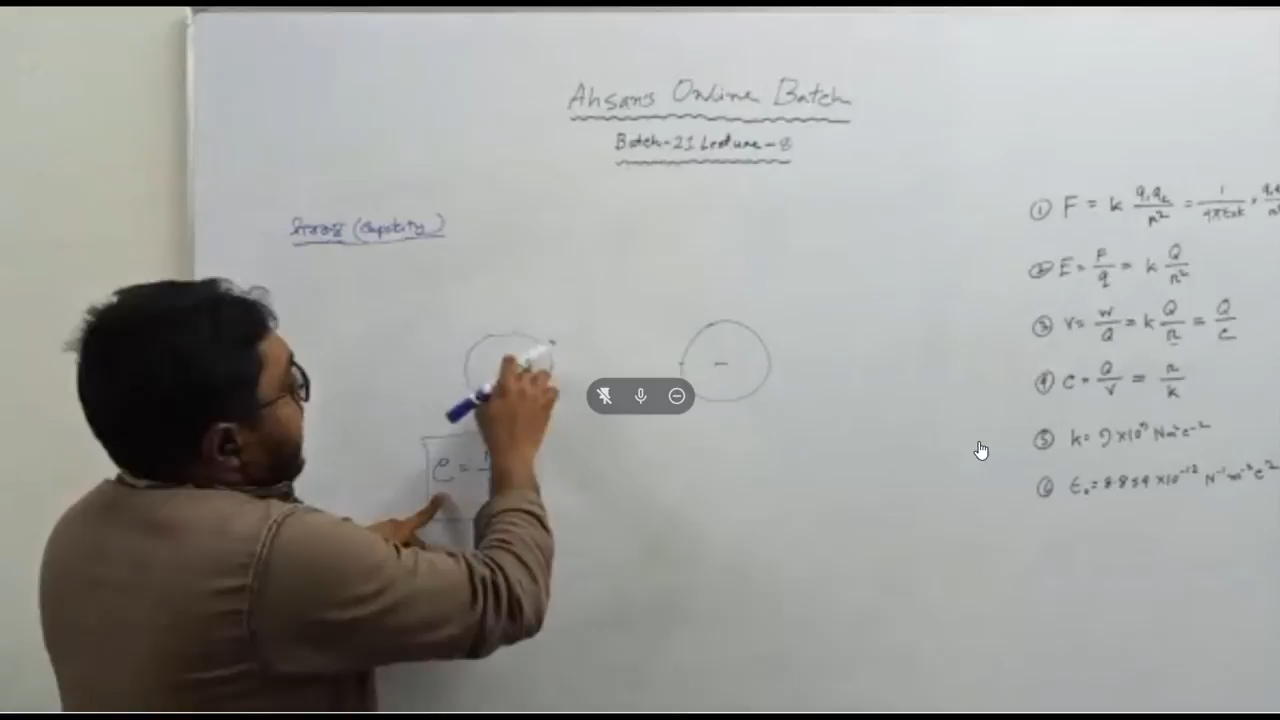 Ahsan's Online Batch
Batch-21 Lecture-8
ধারকত্ব (Capacity)
C =
① F = k q₁q₂/r² = 1/4πϵ₀k
② E = F/q = k Q/r²
③ V = W/Q = k Q/r = Q/C
④ C = Q/V = r/k
⑤ k = 9×10⁹ Nm²C⁻²
⑥ ϵ₀ = 8.854 ×10⁻¹² N⁻¹m⁻²C²
−